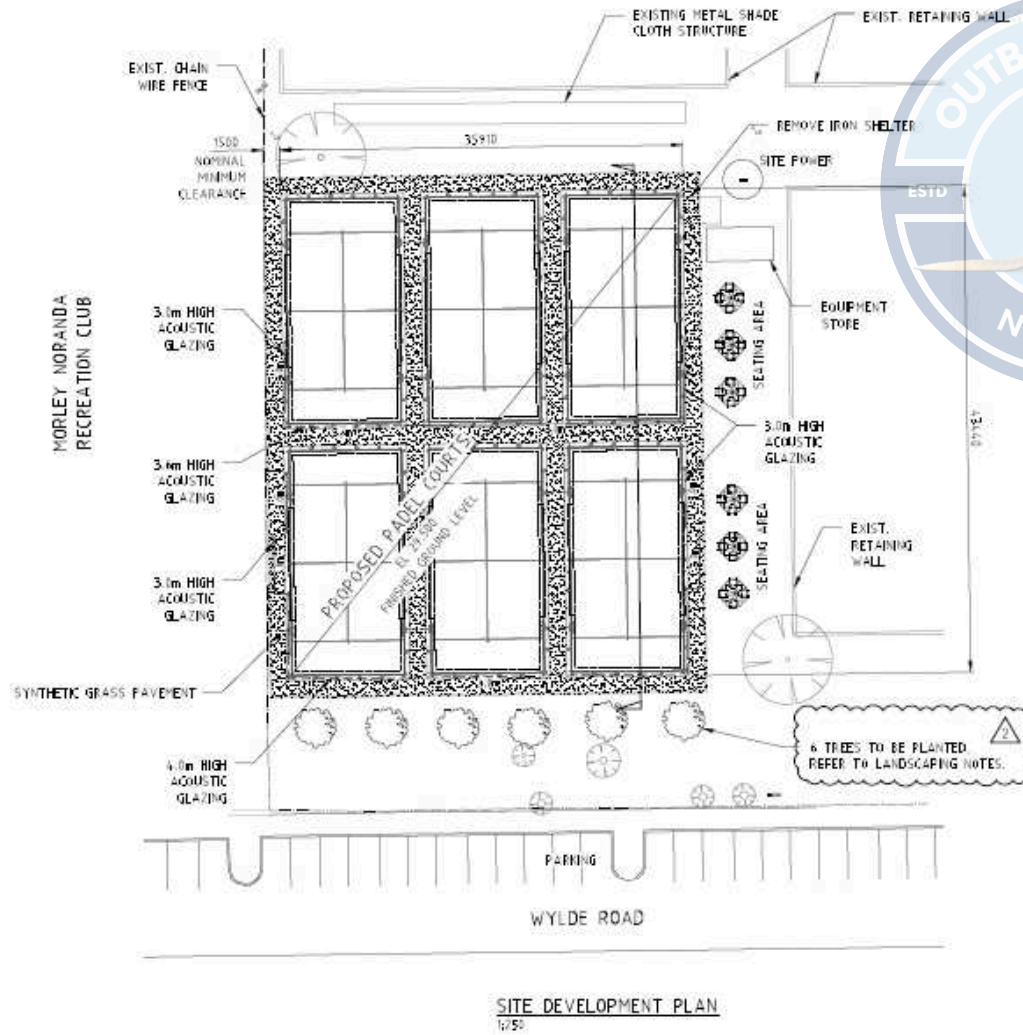 EXISTING METAL SHADE
CLOTH STRUCTURE
EXIST. RETAINING WALL
EXIST. CHAIN
WIRE FENCE
1500
NOMINAL
MINIMUM
CLEARANCE
35910
REMOVE IRON SHELTER
SITE POWER
ESTD
MORLEY NORANDA
RECREATION CLUB
3.0m HIGH
ACOUSTIC
GLAZING
EQUIPMENT
STORE
SEATING AREA
43440
3.0m HIGH
ACOUSTIC
GLAZING
3.6m HIGH
ACOUSTIC
GLAZING
PROPOSED PADEL COURTS
FINISHED GROUND LEVEL
SEATING AREA
EXIST.
RETAINING
WALL
3.0m HIGH
ACOUSTIC
GLAZING
SYNTHETIC GRASS PAVEMENT
2
6 TREES TO BE PLANTED.
REFER TO LANDSCAPING NOTES.
4.0m HIGH
ACOUSTIC
GLAZING
PARKING
WYLDE ROAD
SITE DEVELOPMENT PLAN
1:250